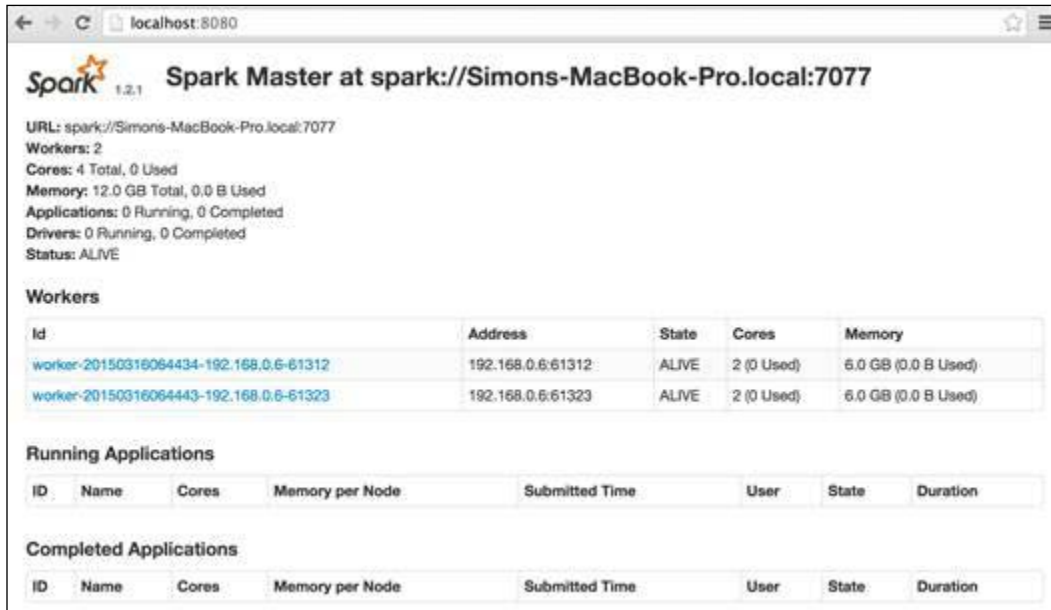 localhost:8080
Spark 1.2.1 Spark Master at spark://Simons-MacBook-Pro.local:7077
URL: spark://Simons-MacBook-Pro.local:7077
Workers: 2
Cores: 4 Total, 0 Used
Memory: 12.0 GB Total, 0.0 B Used
Applications: 0 Running, 0 Completed
Drivers: 0 Running, 0 Completed
Status: ALIVE
Workers
Id Address State Cores Memory
worker-20150316064434-192.168.0.6-61312 192.168.0.6:61312 ALIVE 2 (0 Used) 6.0 GB (0.0 B Used)
worker-20150316064443-192.168.0.6-61323 192.168.0.6:61323 ALIVE 2 (0 Used) 6.0 GB (0.0 B Used)
Running Applications
ID Name Cores Memory per Node Submitted Time User State Duration
Completed Applications
ID Name Cores Memory per Node Submitted Time User State Duration